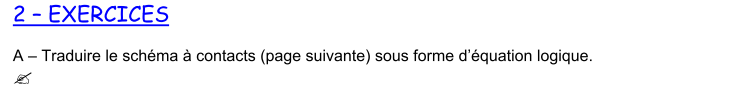 2 – EXERCICES
A – Traduire le schéma à contacts (page suivante) sous forme d'équation logique.